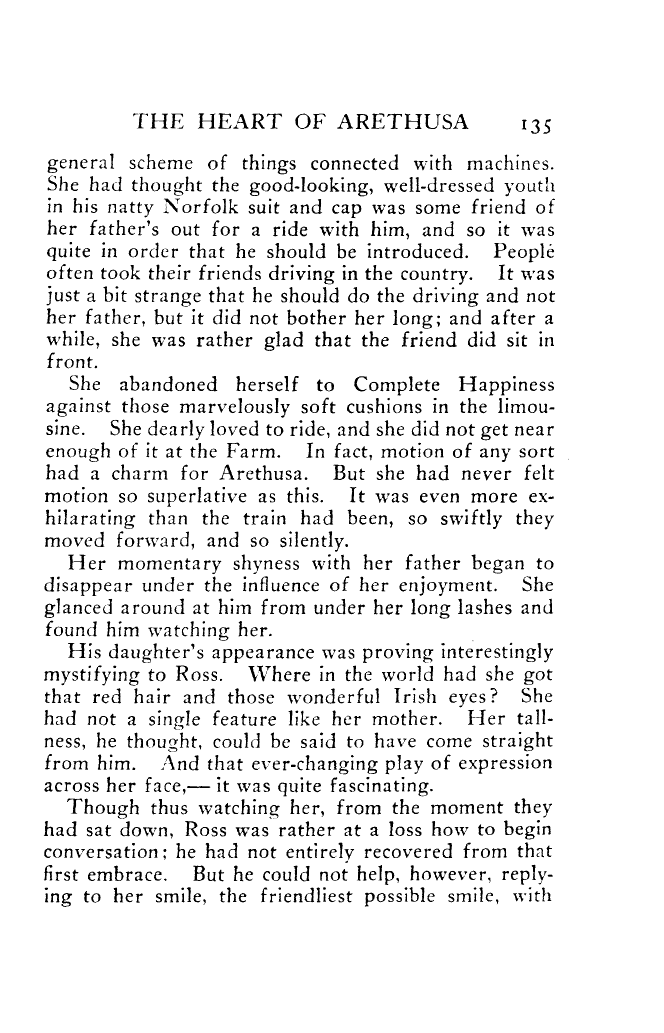 THE HEART OF ARETHUSA 135
general scheme of things connected with machines.
She had thought the good-looking, well-dressed youth
in his natty Norfolk suit and cap was some friend of
her father's out for a ride with him, and so it was
quite in order that he should be introduced. People
often took their friends driving in the country. It was
just a bit strange that he should do the driving and not
her father, but it did not bother her long; and after a
while, she was rather glad that the friend did sit in
front.
She abandoned herself to Complete Happiness
against those marvelously soft cushions in the limou-
sine. She dearly loved to ride, and she did not get near
enough of it at the Farm. In fact, motion of any sort
had a charm for Arethusa. But she had never felt
motion so superlative as this. It was even more ex-
hilarating than the train had been, so swiftly they
moved forward, and so silently.
Her momentary shyness with her father began to
disappear under the influence of her enjoyment. She
glanced around at him from under her long lashes and
found him watching her.
His daughter's appearance was proving interestingly
mystifying to Ross. Where in the world had she got
that red hair and those wonderful Irish eyes? She
had not a single feature like her mother. Her tall-
ness, he thought, could be said to have come straight
from him. And that ever-changing play of expression
across her face,— it was quite fascinating.
Though thus watching her, from the moment they
had sat down, Ross was rather at a loss how to begin
conversation; he had not entirely recovered from that
first embrace. But he could not help, however, reply-
ing to her smile, the friendliest possible smile, with